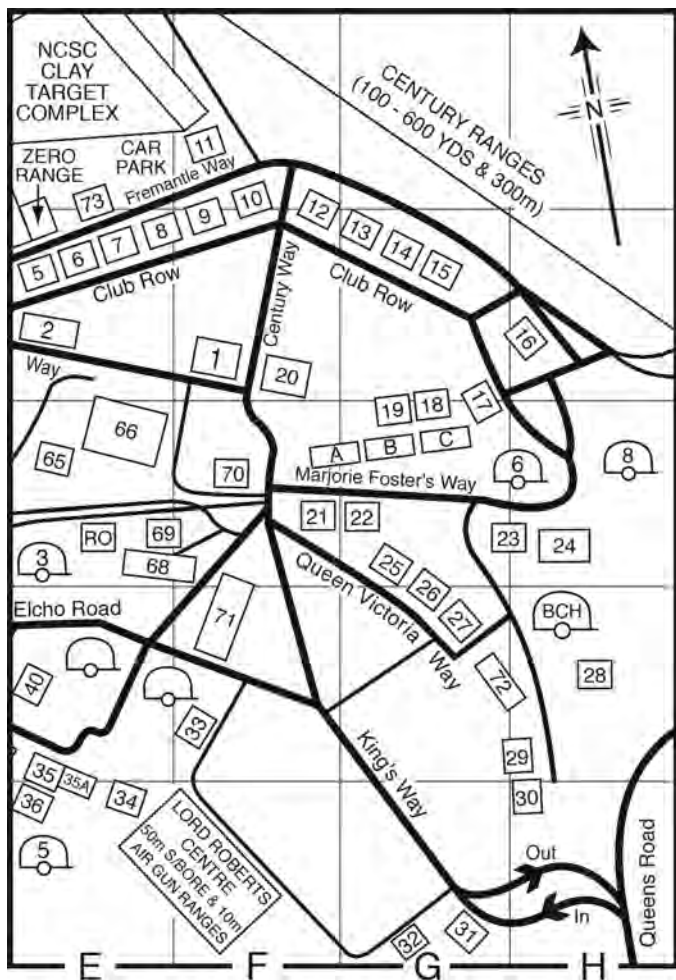 NCSC
CLAY
TARGET
COMPLEX
CENTURY RANGES
(100 - 600 YDS & 300m)
N
ZERO
RANGE
CAR
PARK
11
73
Fremantle Way
5
6
7
8
9
10
12
13
14
15
Club Row
Club Row
Century Way
2
1
20
16
Way
19
18
17
66
65
70
A
B
C
Marjorie Foster's Way
6
8
21
22
23
24
RO
69
68
3
25
26
27
Queen Victoria Way
BCH
Elcho Road
71
72
28
40
33
King's Way
29
30
35
35A
34
36
5
LORD ROBERTS
CENTRE
50m S/BORE & 10m
AIR GUN RANGES
Out
In
Queens Road
31
32
E
F
G
H